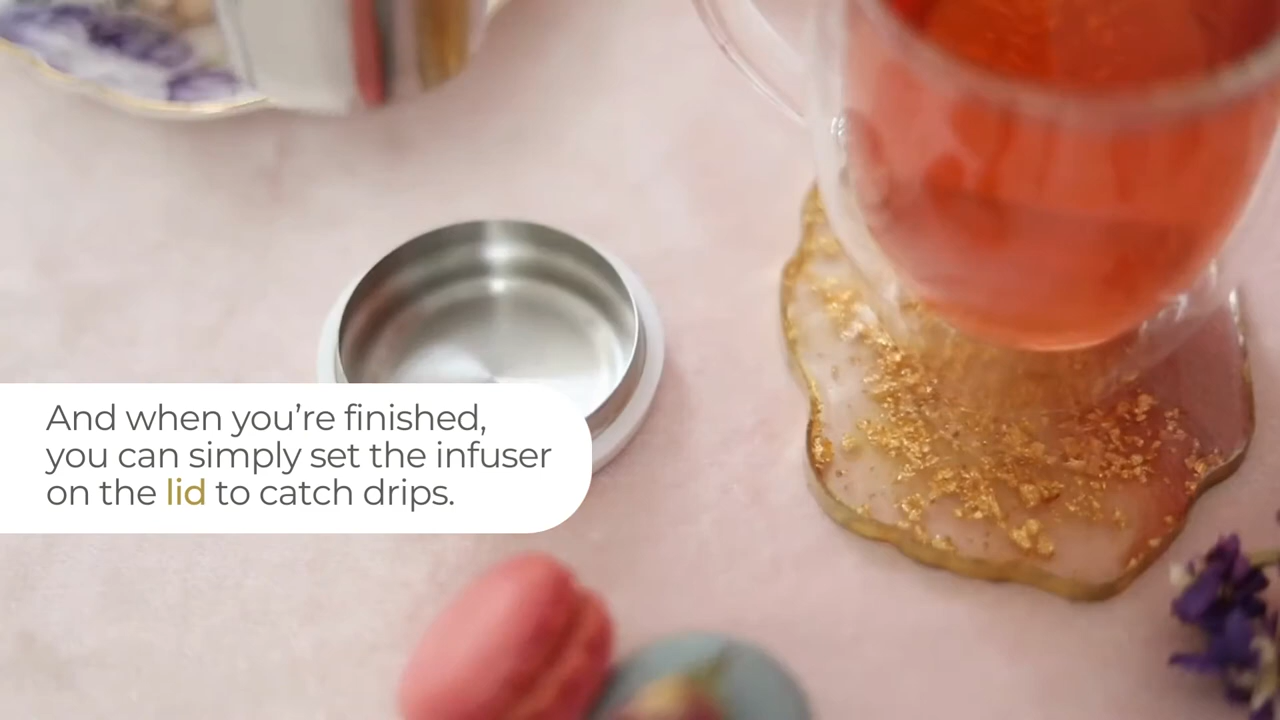 And when you're finished,
you can simply set the infuser
on the lid to catch drips.